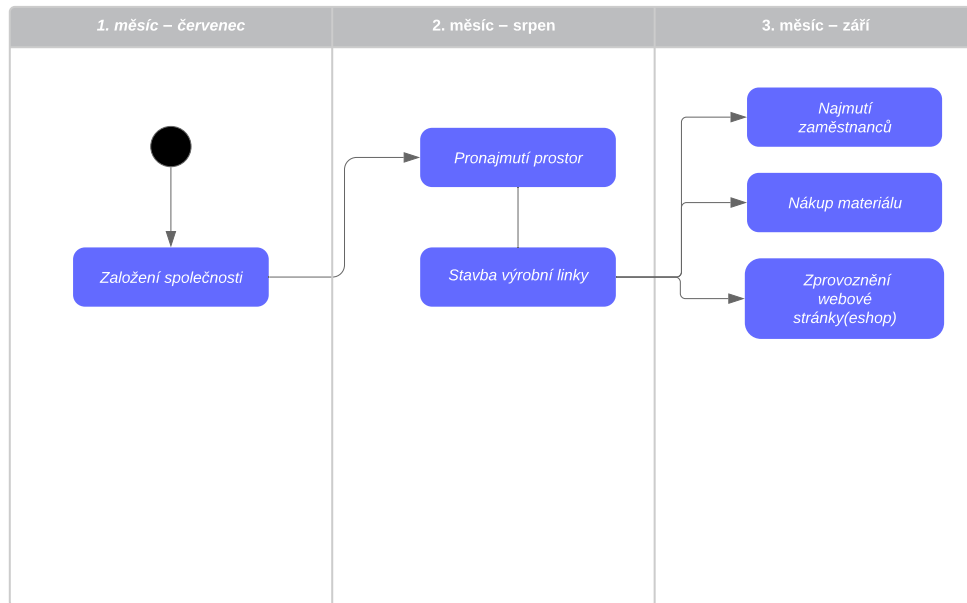 1. měsíc – červenec
2. měsíc – srpen
3. měsíc – září
Založení společnosti
Pronajmutí prostor
Stavba výrobní linky
Najmutí
zaměstnanců
Nákup materiálu
Zprovoznění
webové
stránky(eshop)